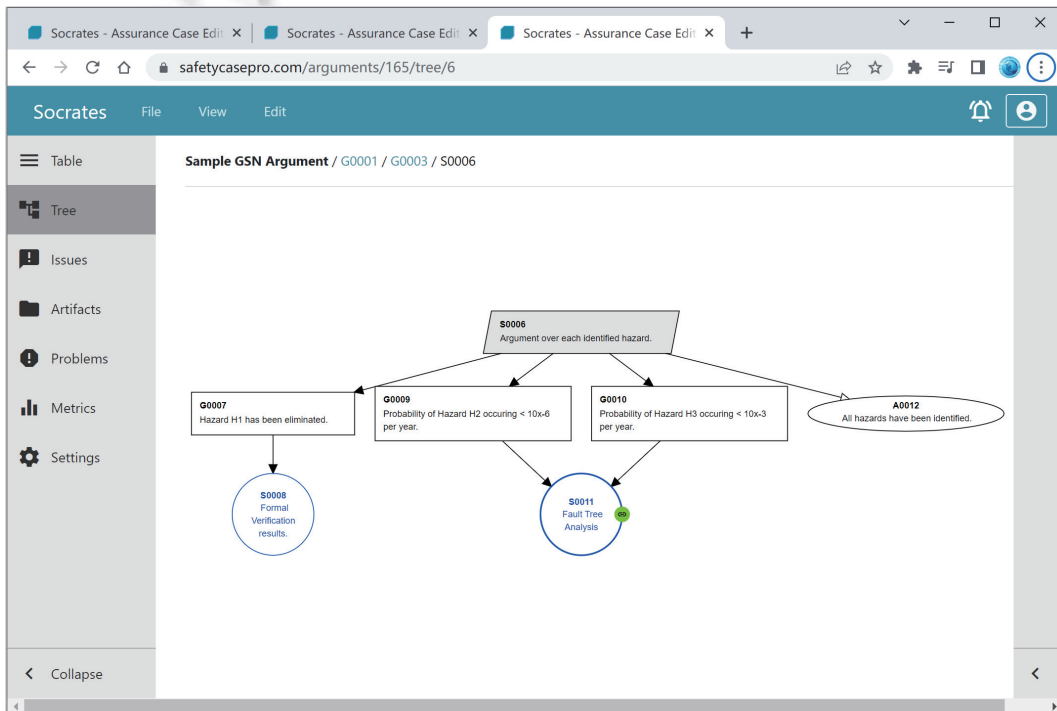 Socrates - Assurance Case Edit
Socrates - Assurance Case Edit
Socrates - Assurance Case Edit
safetycasepro.com/arguments/165/tree/6
Socrates File View Edit
Table
Tree
Issues
Artifacts
Problems
Metrics
Settings
Collapse
Sample GSN Argument / G0001 / G0003 / S0006
S0006
Argument over each identified hazard.
G0007
Hazard H1 has been eliminated.
G0009
Probability of Hazard H2 occuring < 10x-6
per year.
G0010
Probability of Hazard H3 occuring < 10x-3
per year.
A0012
All hazards have been identified.
S0008
Formal
Verification
results.
S0011
Fault Tree
Analysis